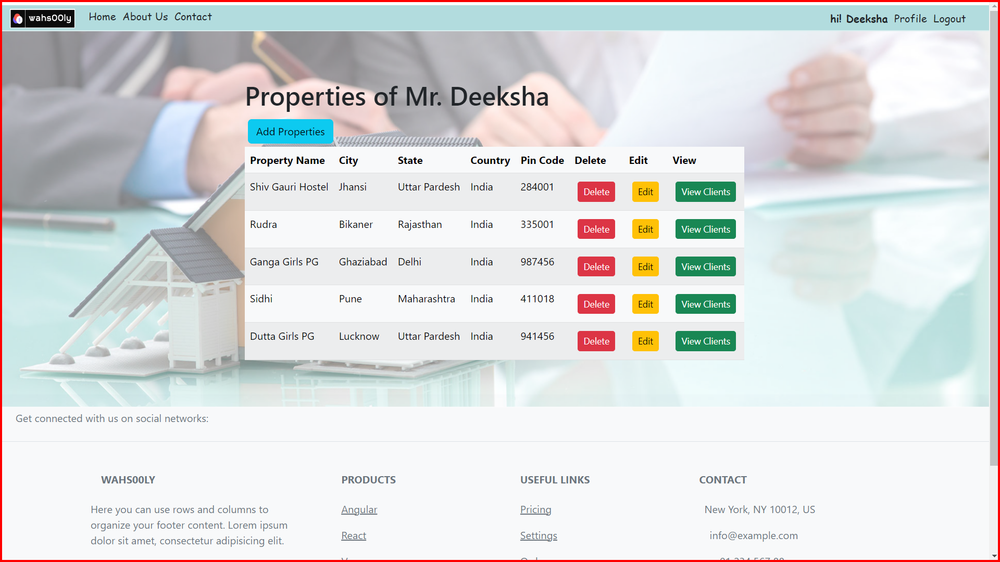 wahs00ly Home About Us Contact hi! Deeksha Profile Logout
Properties of Mr. Deeksha
Add Properties
Property Name City State Country Pin Code Delete Edit View
Shiv Gauri Hostel Jhansi Uttar Pardesh India 284001 Delete Edit View Clients
Rudra Bikaner Rajasthan India 335001 Delete Edit View Clients
Ganga Girls PG Ghaziabad Delhi India 987456 Delete Edit View Clients
Sidhi Pune Maharashtra India 411018 Delete Edit View Clients
Dutta Girls PG Lucknow Uttar Pardesh India 941456 Delete Edit View Clients
Get connected with us on social networks:
WAHS00LY
Here you can use rows and columns to
organize your footer content. Lorem ipsum
dolor sit amet, consectetur adipisicing elit.
PRODUCTS
Angular
React
USEFUL LINKS
Pricing
Settings
CONTACT
New York, NY 10012, US
info@example.com